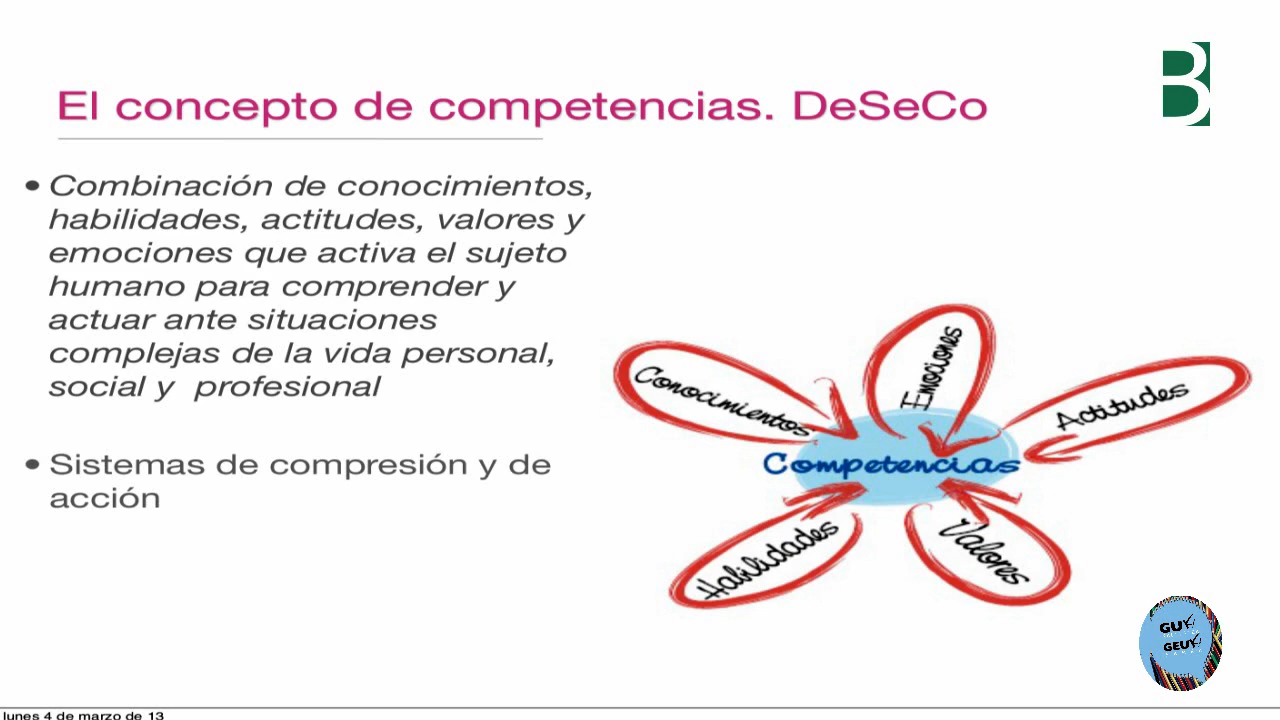 El concepto de competencias. DeSeCo
B
• Combinación de conocimientos,
habilidades, actitudes, valores y
emociones que activa el sujeto
humano para comprender y
actuar ante situaciones
complejas de la vida personal,
social y profesional
• Sistemas de compresión y de
acción
Conocimientos
Emociones
Actitudes
Competencias
Habilidades
Valores
lunes 4 de marzo de 13